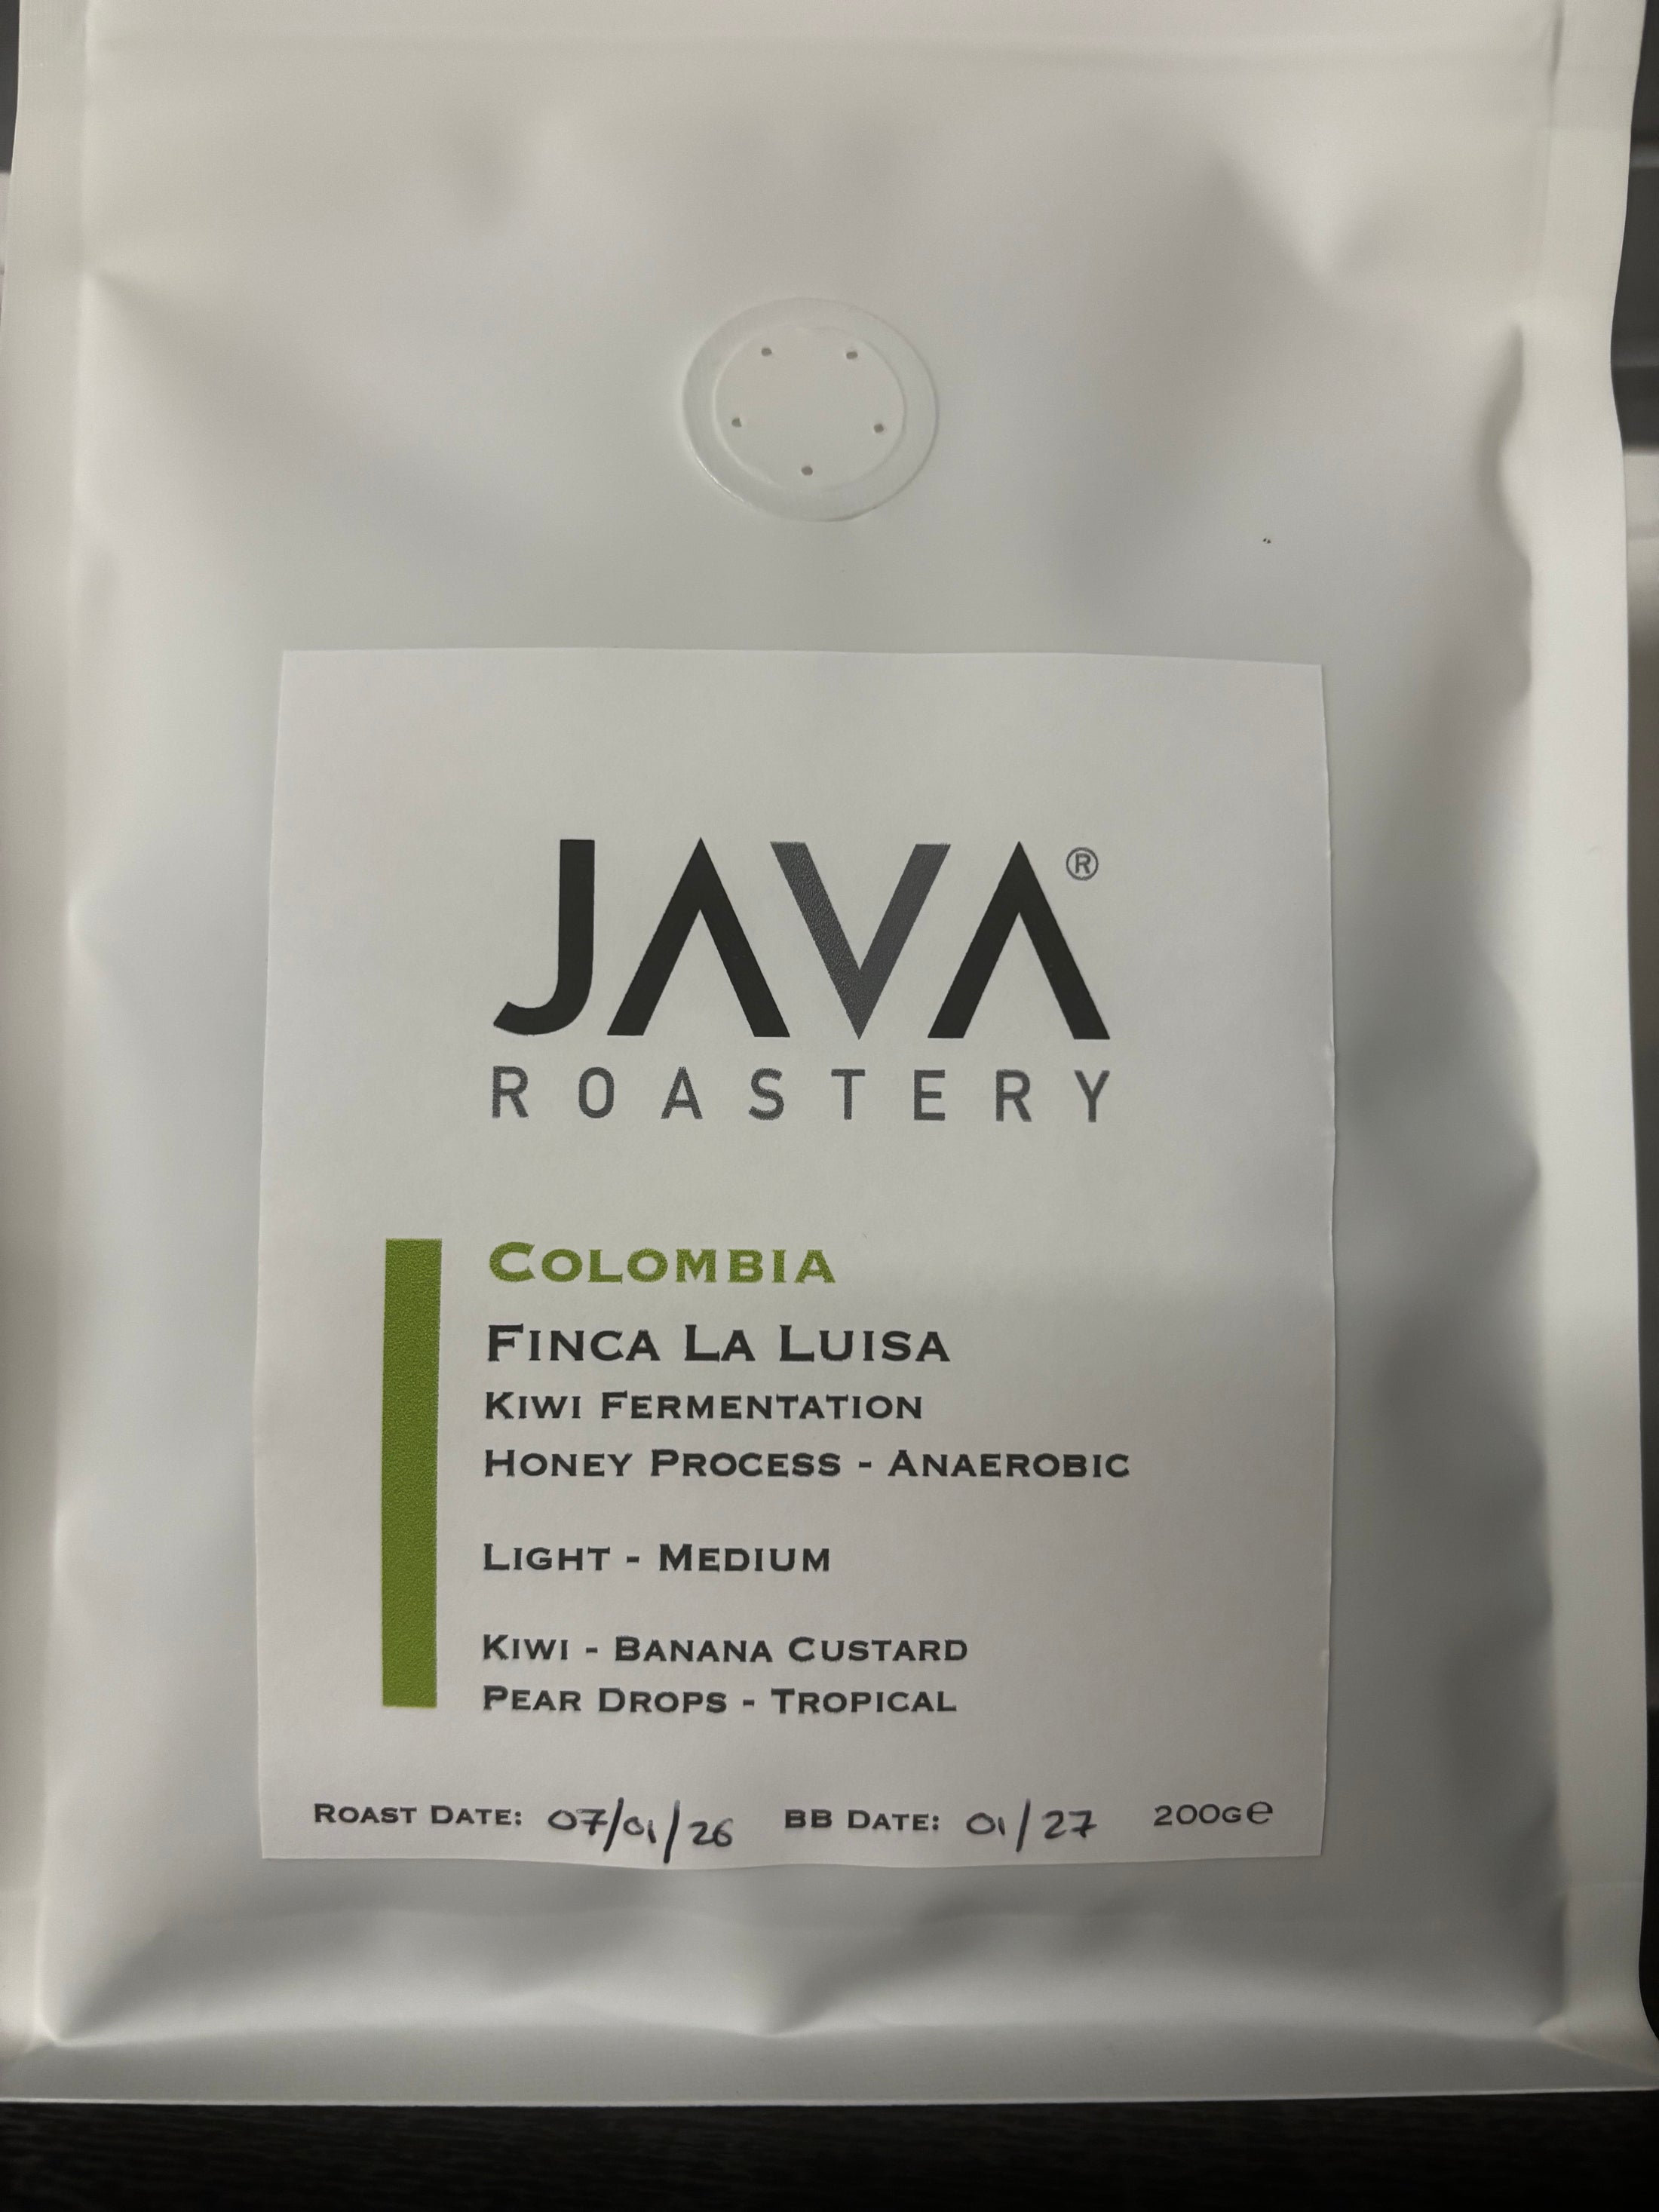 JAVA®
ROASTERY
COLOMBIA
FINCA LA LUISA
KIWI FERMENTATION
HONEY PROCESS - ANAEROBIC
LIGHT - MEDIUM
KIWI - BANANA CUSTARD
PEAR DROPS - TROPICAL
ROAST DATE: 07/01/26 BB DATE: 01/27 200G℮